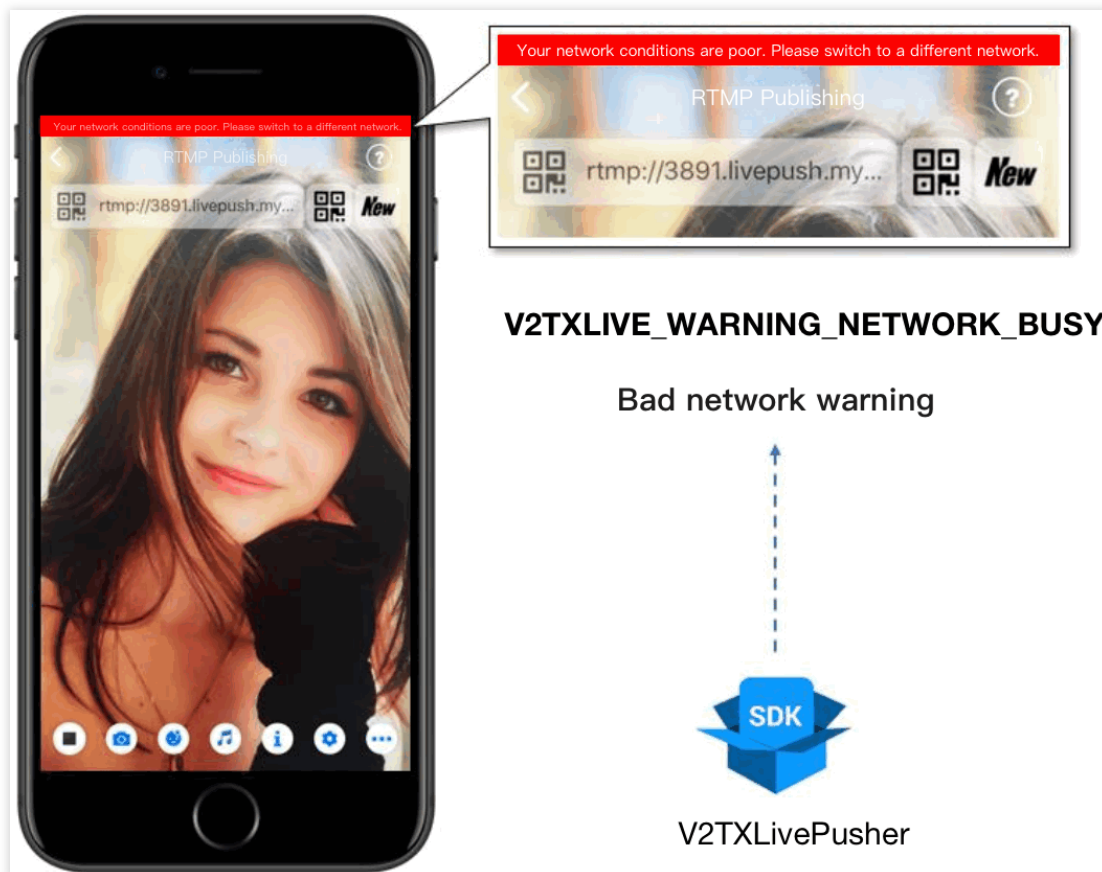 Your network conditions are poor. Please switch to a different network.
RTMP Publishing
?
rtmp://3891.livepush.my...
New
Your network conditions are poor. Please switch to a different network.
RTMP Publishing
?
rtmp://3891.livepush.my...
New
V2TXLIVE_WARNING_NETWORK_BUSY
Bad network warning
SDK
V2TXLivePusher